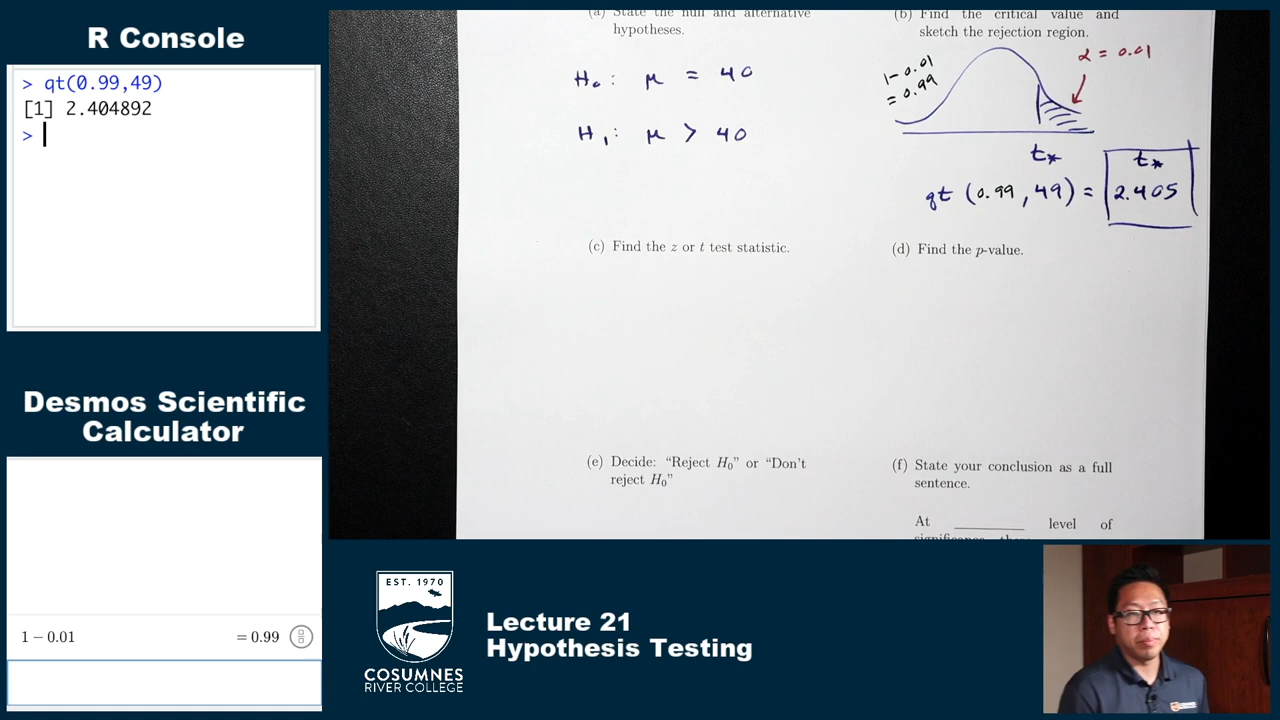 R Console
> qt(0.99,49)
[1] 2.404892
>
(a) State the null and alternative
hypotheses.
H₀: μ = 40
H₁: μ > 40
(b) Find the critical value and
sketch the rejection region.
1-0.01
= 0.99
α = 0.01
t*
qt (0.99, 49) =
t*
2.405
(c) Find the z or t test statistic.
(d) Find the p-value.
(e) Decide: “Reject H₀” or “Don’t
reject H₀”
(f) State your conclusion as a full
sentence.
At ________ level of
significance, there
Desmos Scientific
Calculator
1 − 0.01 = 0.99
EST. 1970
COSUMNES
RIVER COLLEGE
Lecture 21
Hypothesis Testing